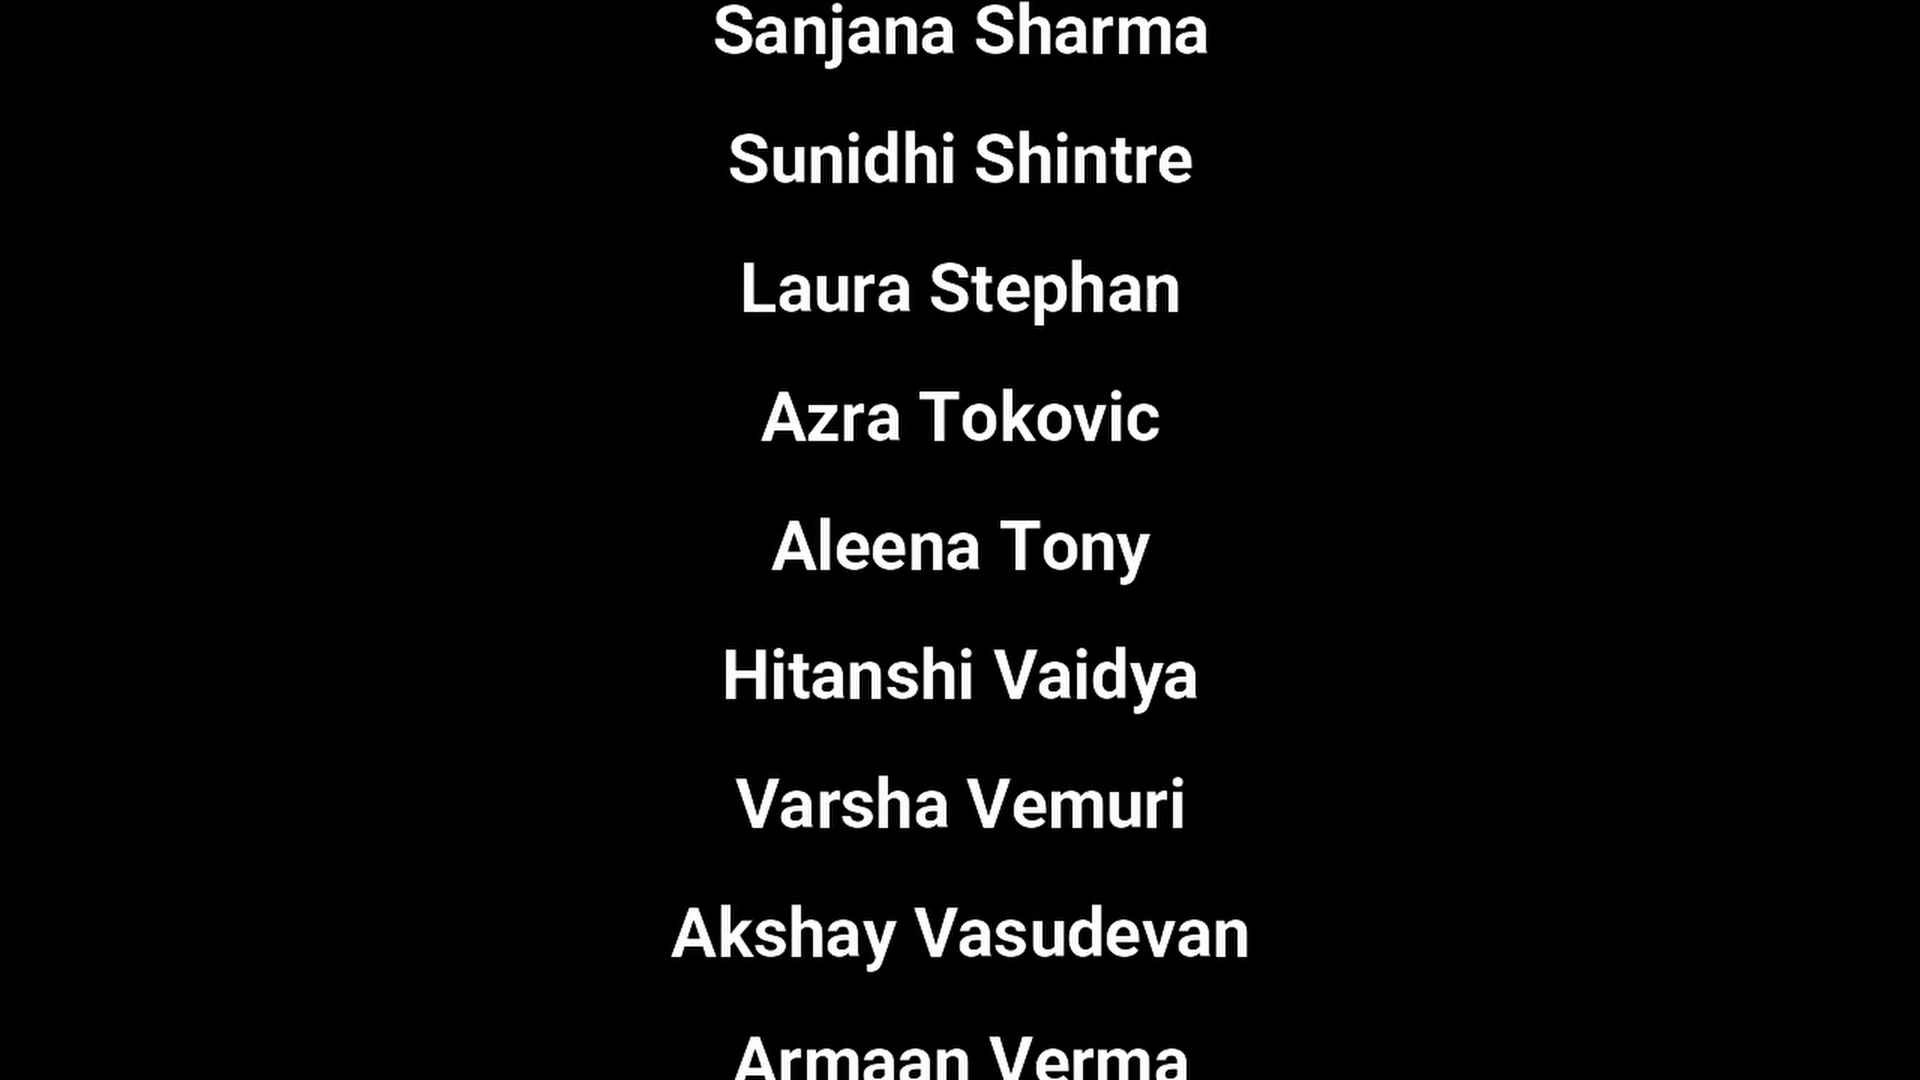 Sanjana Sharma
Sunidhi Shintre
Laura Stephan
Azra Tokovic
Aleena Tony
Hitanshi Vaidya
Varsha Vemuri
Akshay Vasudevan
Armaan Verma